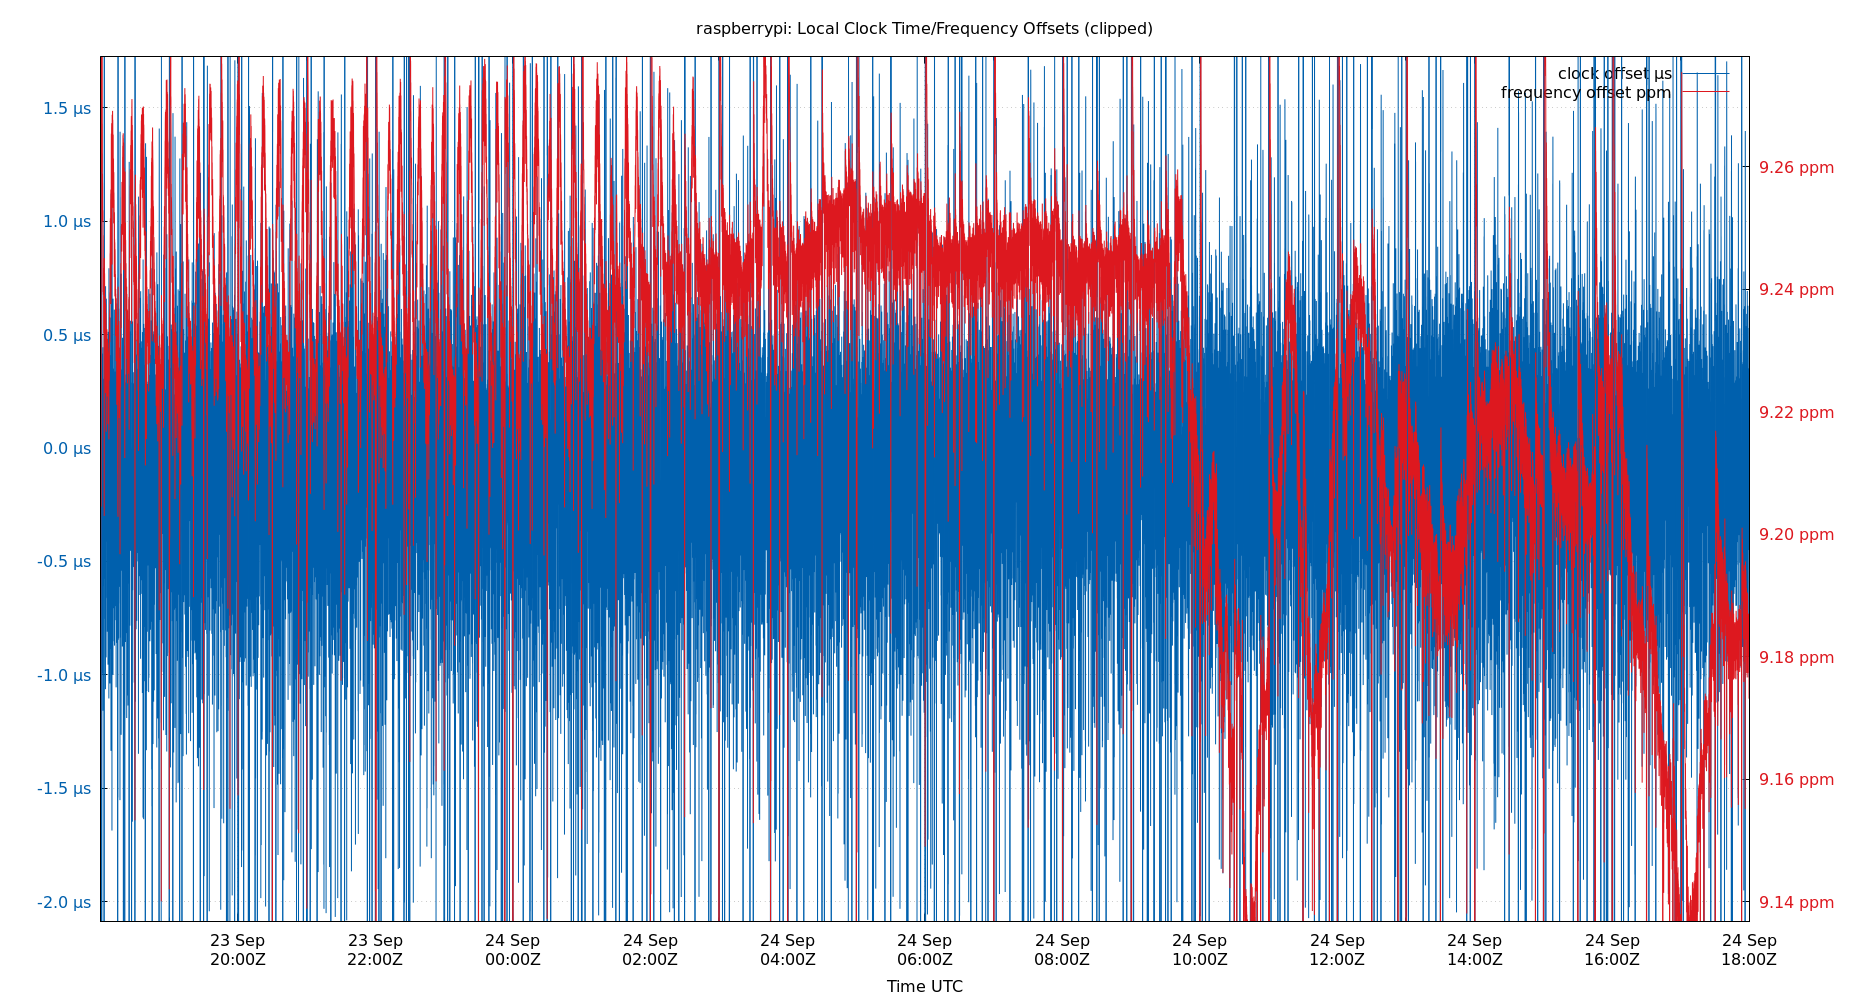 raspberrypi: Local Clock Time/Frequency Offsets (clipped)
clock offset μs
frequency offset ppm
1.5 μs
1.0 μs
0.5 μs
0.0 μs
-0.5 μs
-1.0 μs
-1.5 μs
-2.0 μs
9.26 ppm
9.24 ppm
9.22 ppm
9.20 ppm
9.18 ppm
9.16 ppm
9.14 ppm
23 Sep 23 Sep 24 Sep 24 Sep 24 Sep 24 Sep 24 Sep 24 Sep 24 Sep 24 Sep 24 Sep 24 Sep
20:00Z 22:00Z 00:00Z 02:00Z 04:00Z 06:00Z 08:00Z 10:00Z 12:00Z 14:00Z 16:00Z 18:00Z
Time UTC